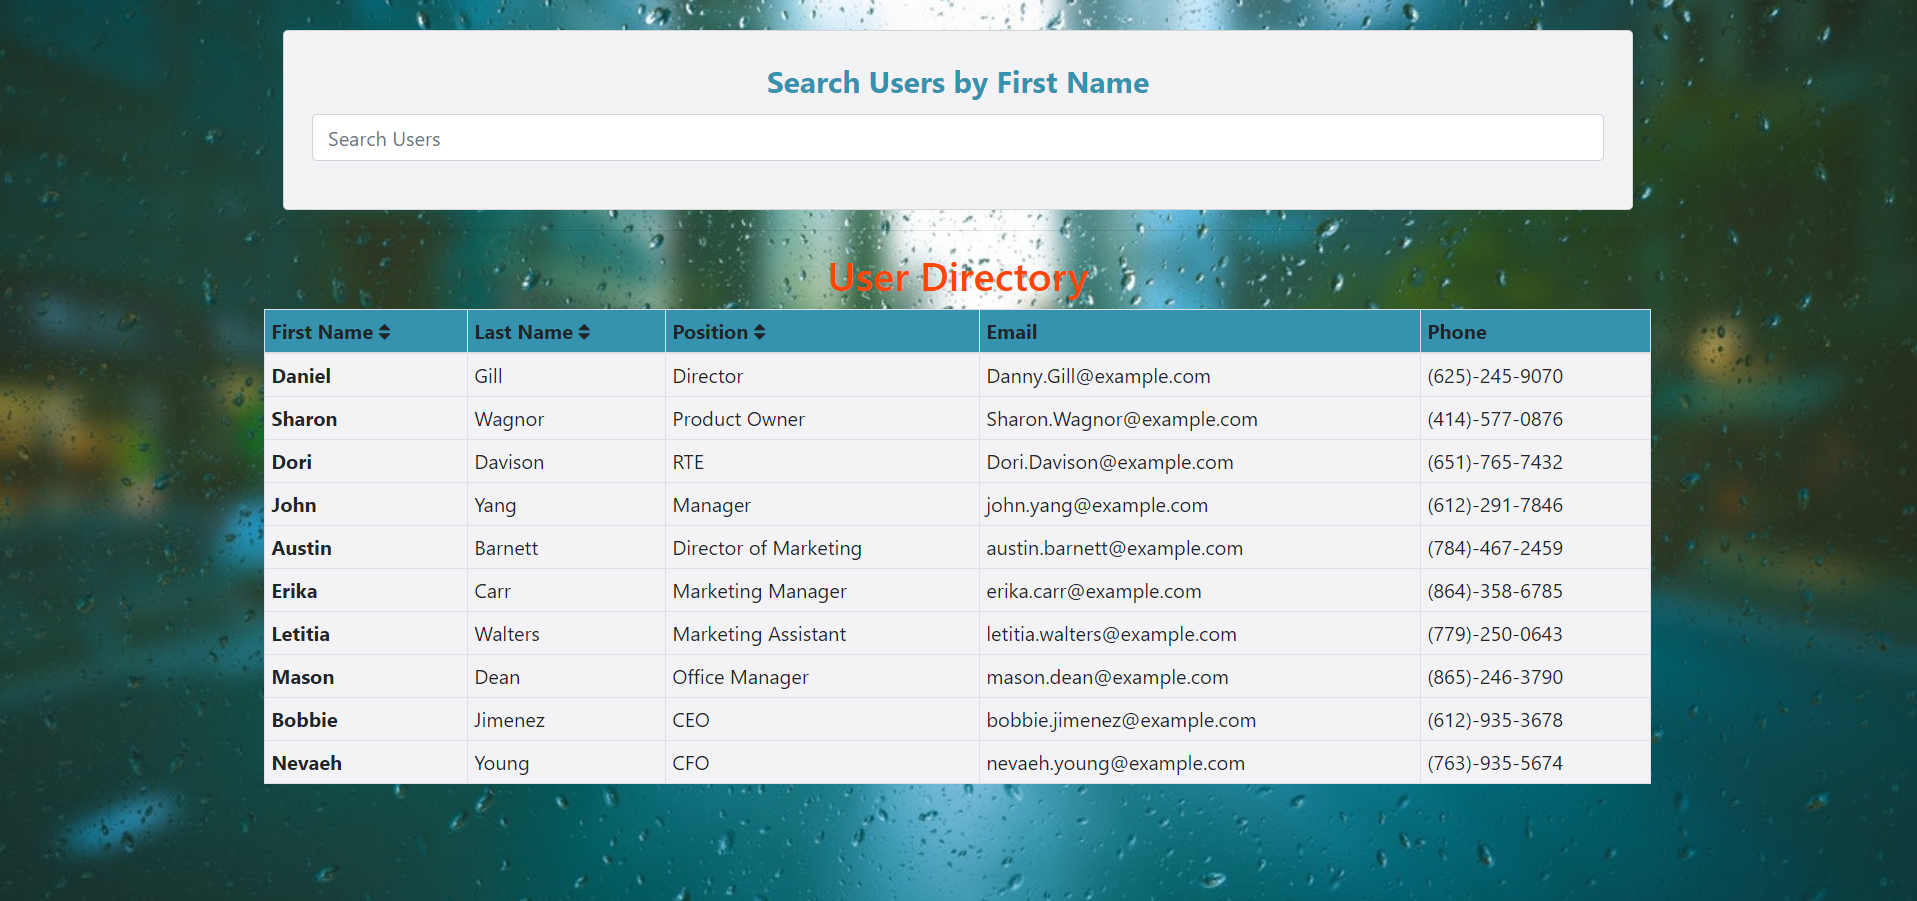 Search Users by First Name
Search Users
User Directory
First Name Last Name Position Email Phone
Daniel Gill Director Danny.Gill@example.com (625)-245-9070
Sharon Wagnor Product Owner Sharon.Wagnor@example.com (414)-577-0876
Dori Davison RTE Dori.Davison@example.com (651)-765-7432
John Yang Manager john.yang@example.com (612)-291-7846
Austin Barnett Director of Marketing austin.barnett@example.com (784)-467-2459
Erika Carr Marketing Manager erika.carr@example.com (864)-358-6785
Letitia Walters Marketing Assistant letitia.walters@example.com (779)-250-0643
Mason Dean Office Manager mason.dean@example.com (865)-246-3790
Bobbie Jimenez CEO bobbie.jimenez@example.com (612)-935-3678
Nevaeh Young CFO nevaeh.young@example.com (763)-935-5674